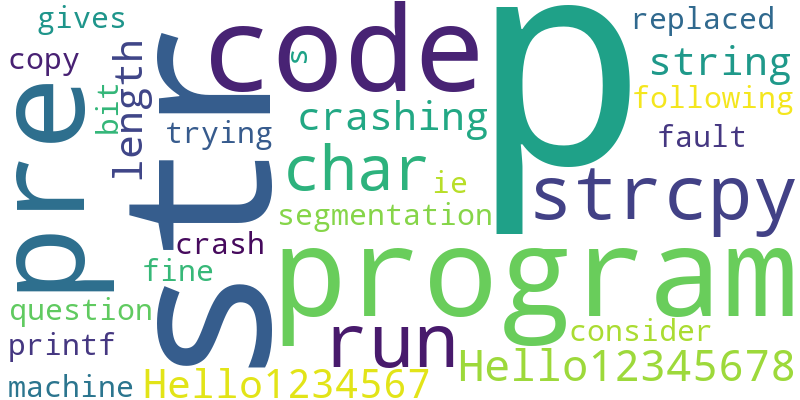 gives
copy
pre
bit
length
str
trying
code
s
crashing
char
ie
segmentation
p
replaced
string
following
fault
strcpy
crash
fine
question
printf
machine
program
run
consider
Hello1234567
Hello12345678